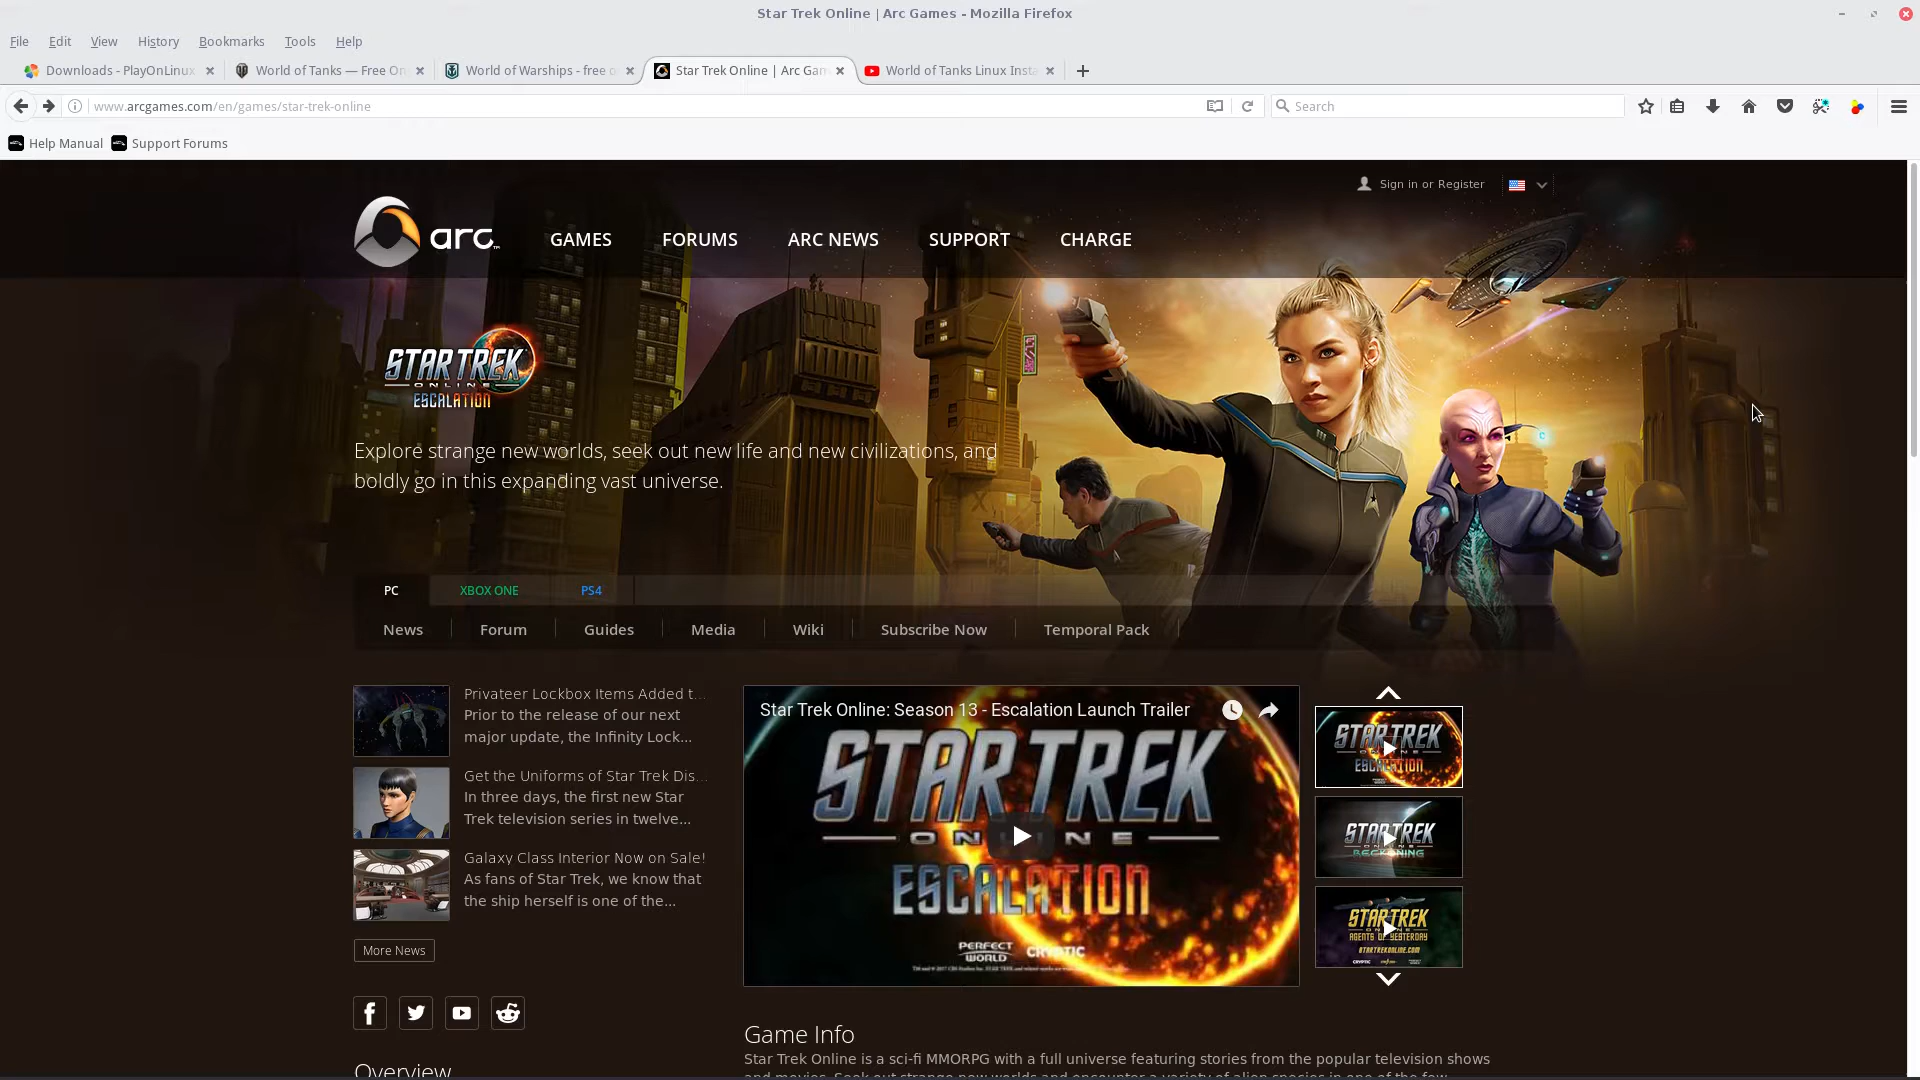 Star Trek Online | Arc Games - Mozilla Firefox
File Edit View History Bookmarks Tools Help
Downloads - PlayOnLinux
World of Tanks — Free On
World of Warships - free o
Star Trek Online | Arc Gam
World of Tanks Linux Insta
www.arcgames.com/en/games/star-trek-online
Search
Help Manual
Support Forums
Sign in or Register
arc
GAMES
FORUMS
ARC NEWS
SUPPORT
CHARGE
STAR TREK
ONLINE
ESCALATION
Explore strange new worlds, seek out new life and new civilizations, and
boldly go in this expanding vast universe.
PC
XBOX ONE
PS4
News
Forum
Guides
Media
Wiki
Subscribe Now
Temporal Pack
Privateer Lockbox Items Added t...
Prior to the release of our next
major update, the Infinity Lock...
Get the Uniforms of Star Trek Dis...
In three days, the first new Star
Trek television series in twelve...
Galaxy Class Interior Now on Sale!
As fans of Star Trek, we know that
the ship herself is one of the...
More News
Star Trek Online: Season 13 - Escalation Launch Trailer
STAR TREK
ONLINE
ESCALATION
PERFECT
WORLD
CRYPTIC
STAR TREK
ESCALATION
STAR TREK
RECKONING
STAR TREK
AGENTS OF YESTERDAY
STARTREKONLINE.COM
Game Info
Star Trek Online is a sci-fi MMORPG with a full universe featuring stories from the popular television shows
and movies. Seek out strange new worlds and encounter a variety of alien species in one of the few
Overview